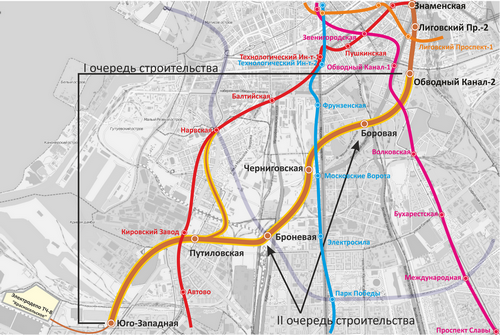 Знаменская
Лиговский Пр.-2
Звенигородская
Пушкинская
Лиговский Проспект-1
Технологический Ин-т-1
Технологический Ин-т-2
Обводный Канал-1
I очередь строительства
Обводный Канал-2
Балтийская
Фрунзенская
Нарвская
Боровая
Волковская
Черниговская
Московские Ворота
Бухарестская
Кировский Завод
Броневая
Электросила
Путиловская
Международная
Автово
Парк Победы
Электродепо ТЧ-8
Юго-Западная
II очередь строительства
Проспект Славы